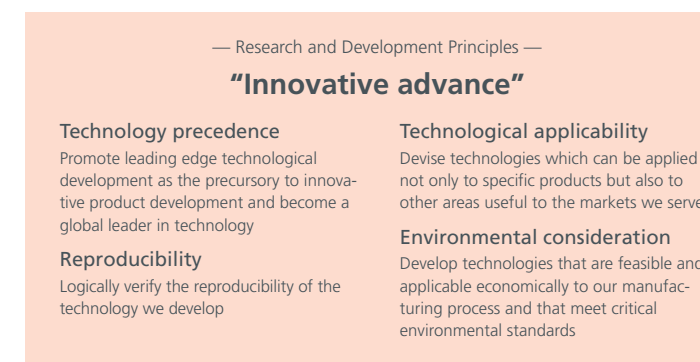 — Research and Development Principles —
“Innovative advance”
Technology precedence
Promote leading edge technological
development as the precursory to innova-
tive product development and become a
global leader in technology
Reproducibility
Logically verify the reproducibility of the
technology we develop
Technological applicability
Devise technologies which can be applied
not only to specific products but also to
other areas useful to the markets we serve
Environmental consideration
Develop technologies that are feasible and
applicable economically to our manufac-
turing process and that meet critical
environmental standards